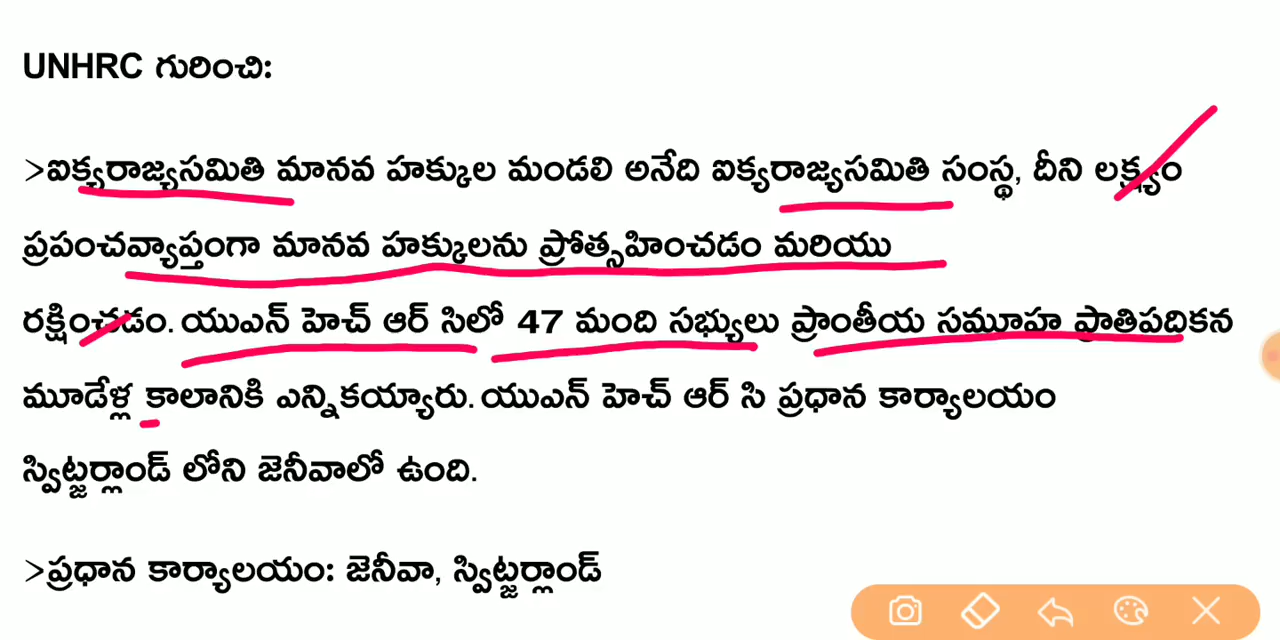 UNHRC గురించి:
>ఐక్యరాజ్యసమితి మానవ హక్కుల మండలి అనేది ఐక్యరాజ్యసమితి సంస్థ, దీని లక్ష్యం
ప్రపంచవ్యాప్తంగా మానవ హక్కులను ప్రోత్సహించడం మరియు
రక్షించడం. యుఎన్ హెచ్ ఆర్ సిలో 47 మంది సభ్యులు ప్రాంతీయ సమూహ ప్రాతిపదికన
మూడేళ్ల కాలానికి ఎన్నికయ్యారు. యుఎన్ హెచ్ ఆర్ సి ప్రధాన కార్యాలయం
స్విట్జర్లాండ్ లోని జెనీవాలో ఉంది.
>ప్రధాన కార్యాలయం: జెనీవా, స్విట్జర్లాండ్